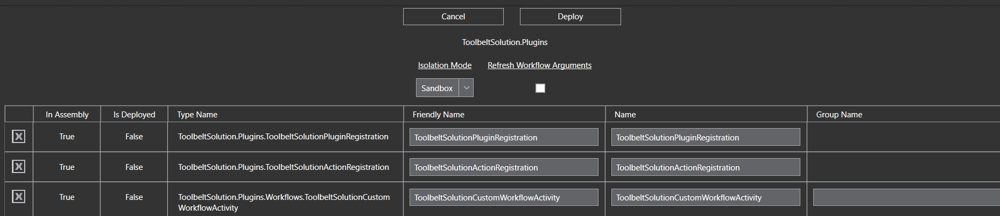 Cancel Deploy
ToolbeltSolution.Plugins
Isolation Mode Refresh Workflow Arguments
Sandbox
In Assembly Is Deployed Type Name Friendly Name Name Group Name
X True False ToolbeltSolution.Plugins.ToolbeltSolutionPluginRegistration ToolbeltSolutionPluginRegistration ToolbeltSolutionPluginRegistration
X True False ToolbeltSolution.Plugins.ToolbeltSolutionActionRegistration ToolbeltSolutionActionRegistration ToolbeltSolutionActionRegistration
X True False ToolbeltSolution.Plugins.Workflows.ToolbeltSolutionCustom ToolbeltSolutionCustomWorkflowActivity ToolbeltSolutionCustomWorkflowActivity
WorkflowActivity